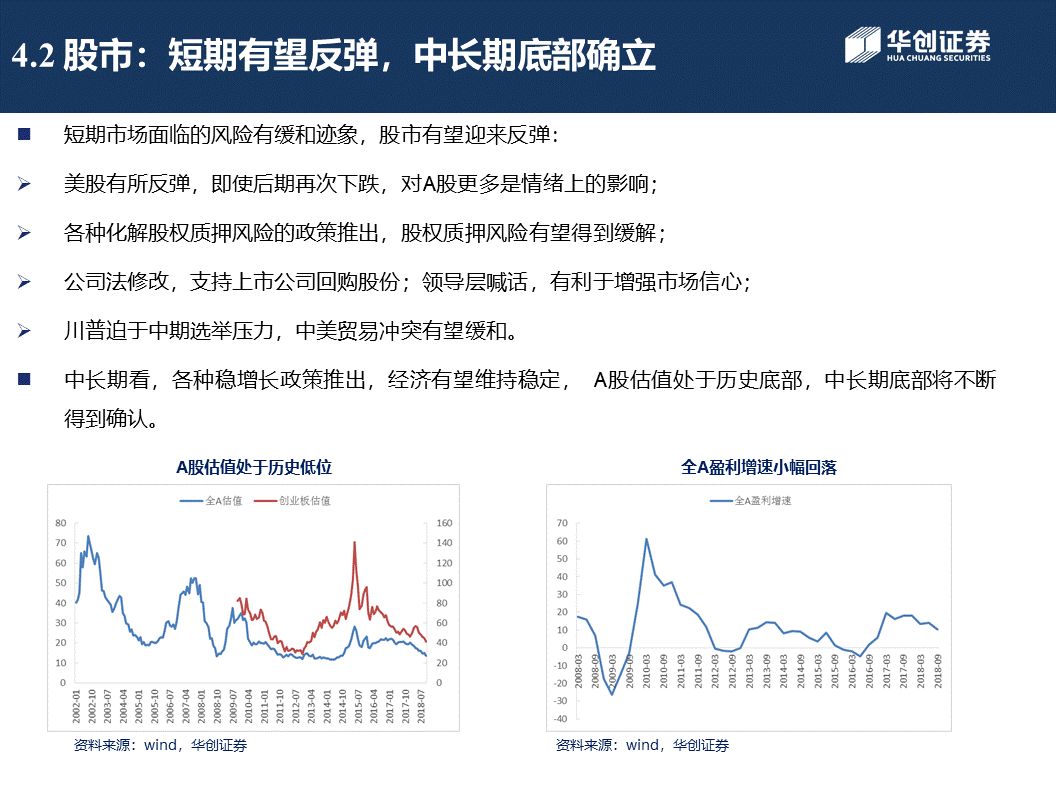 4.2 股市：短期有望反弹，中长期底部确立
华创证券
HUA CHUANG SECURITIES
短期市场面临的风险有缓和迹象，股市有望迎来反弹：
美股有所反弹，即使后期再次下跌，对A股更多是情绪上的影响；
各种化解股权质押风险的政策推出，股权质押风险有望得到缓解；
公司法修改，支持上市公司回购股份；领导层喊话，有利于增强市场信心；
川普迫于中期选举压力，中美贸易冲突有望缓和。
中长期看，各种稳增长政策推出，经济有望维持稳定， A股估值处于历史底部，中长期底部将不断
得到确认。
A股估值处于历史低位
全A估值 创业板估值
80 160
70 140
60 120
50 100
40 80
30 60
20 40
10 20
0 0
2002-01 2002-10 2003-07 2004-04 2005-01 2005-10 2006-07 2007-04 2008-01 2008-10 2009-07 2010-04 2011-01 2011-10 2012-07 2013-04 2014-01 2014-10 2015-07 2016-04 2017-01 2017-10 2018-07
资料来源：wind，华创证券
全A盈利增速小幅回落
全A盈利增速
70
60
50
40
30
20
10
0
-10
-20
-30
-40
2008-03 2008-09 2009-03 2009-09 2010-03 2010-09 2011-03 2011-09 2012-03 2012-09 2013-03 2013-09 2014-03 2014-09 2015-03 2015-09 2016-03 2016-09 2017-03 2017-09 2018-03 2018-09
资料来源：wind，华创证券